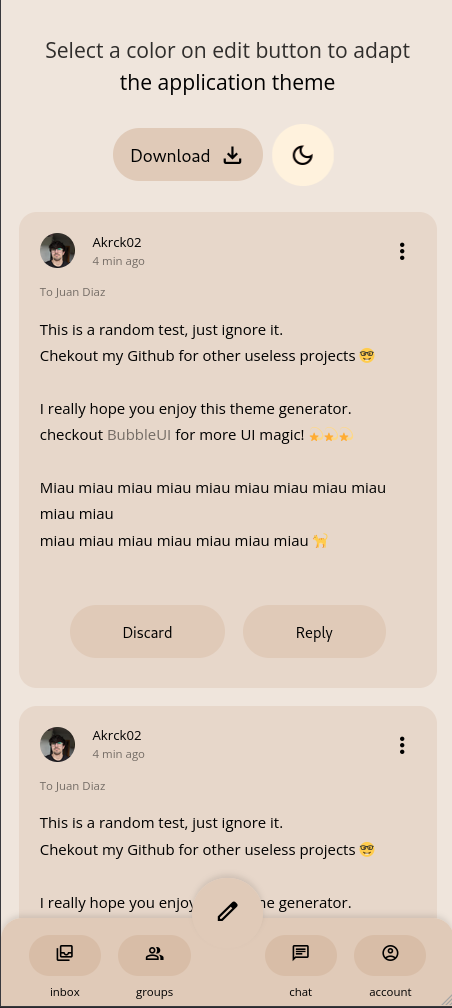 Select a color on edit button to adapt
the application theme
Download
Akrck02
4 min ago
To Juan Diaz
This is a random test, just ignore it.
Chekout my Github for other useless projects 🤓
I really hope you enjoy this theme generator.
checkout BubbleUI for more UI magic! ⭐⭐⭐
Miau miau miau miau miau miau miau miau miau
miau miau
miau miau miau miau miau miau miau 🐈
Discard
Reply
Akrck02
4 min ago
To Juan Diaz
This is a random test, just ignore it.
Chekout my Github for other useless projects 🤓
I really hope you enjoy ne generator.
inbox
groups
chat
account